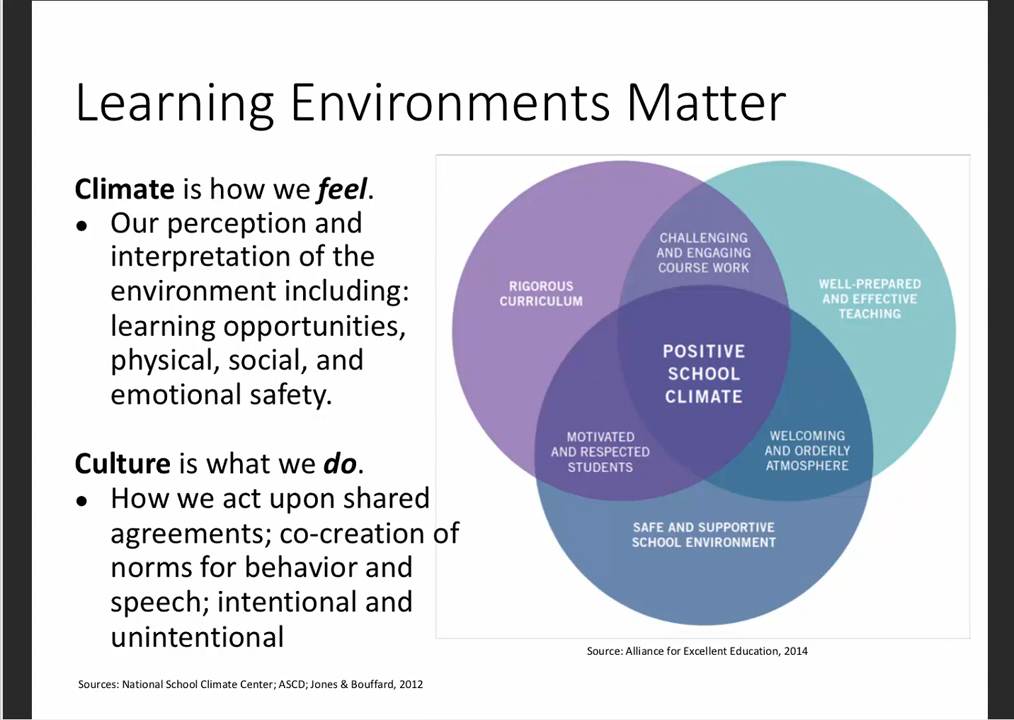 Learning Environments Matter
Climate is how we feel.
• Our perception and
interpretation of the
environment including:
learning opportunities,
physical, social, and
emotional safety.
Culture is what we do.
• How we act upon shared
agreements; co-creation of
norms for behavior and
speech; intentional and
unintentional
Sources: National School Climate Center; ASCD; Jones & Bouffard, 2012
CHALLENGING
AND ENGAGING
COURSE WORK
RIGOROUS
CURRICULUM
WELL-PREPARED
AND EFFECTIVE
TEACHING
POSITIVE
SCHOOL
CLIMATE
MOTIVATED
AND RESPECTED
STUDENTS
WELCOMING
AND ORDERLY
ATMOSPHERE
SAFE AND SUPPORTIVE
SCHOOL ENVIRONMENT
Source: Alliance for Excellent Education, 2014